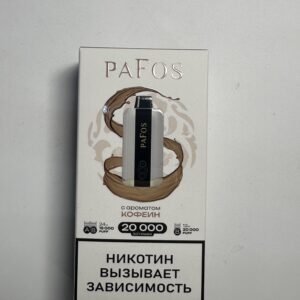 PAFOS
PAFOS
с ароматом
КОФЕИН
20 000
НИКОТИН
ВЫЗЫВАЕТ
ЗАВИСИМОСТЬ